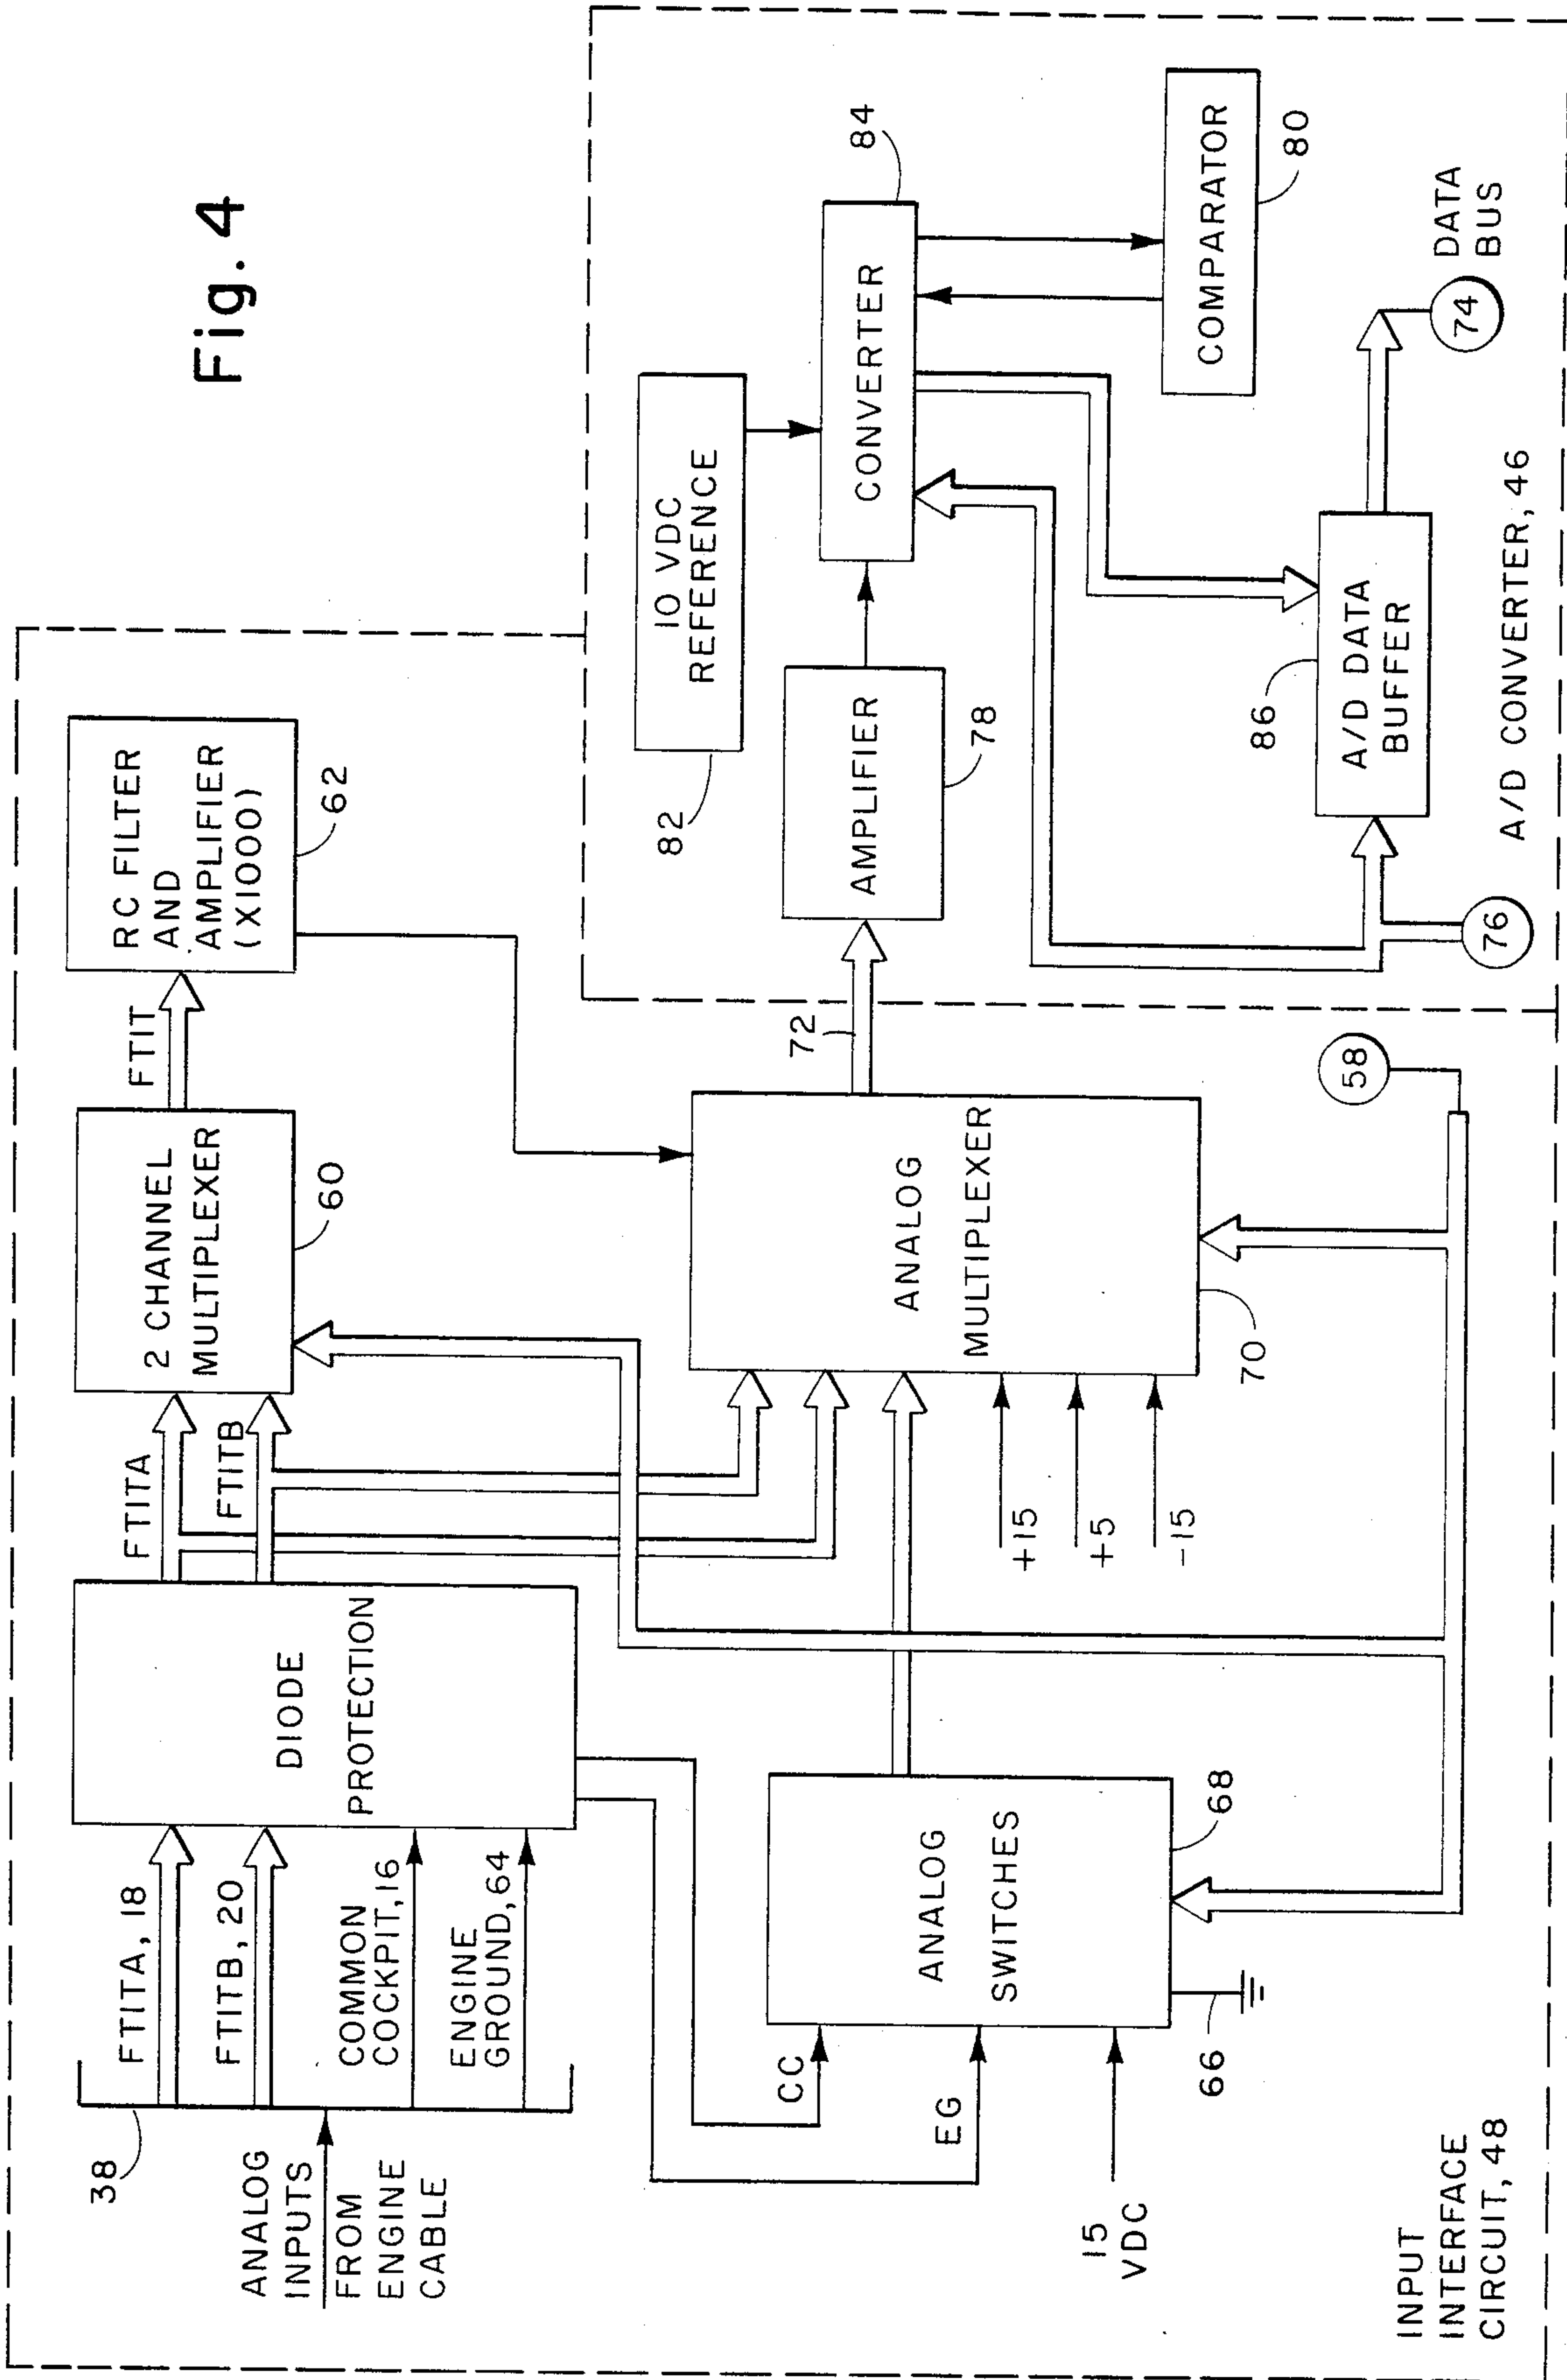 Fig. 4
38
ANALOG
INPUTS
FROM
ENGINE
CABLE
FTITA, 18
FTITB, 20
COMMON
COCKPIT, 16
ENGINE
GROUND, 64
DIODE
PROTECTION
FTITA
FTITB
2 CHANNEL
MULTIPLEXER
60
FTIT
RC FILTER
AND
AMPLIFIER
(X1000)
62
CC
EG
15
VDC
66
ANALOG
SWITCHES
68
+15
+5
-15
ANALOG
MULTIPLEXER
70
72
58
INPUT
INTERFACE
CIRCUIT, 48
82
10 VDC
REFERENCE
AMPLIFIER
78
CONVERTER
84
COMPARATOR
80
86
A/D DATA
BUFFER
76
74
DATA
BUS
A/D CONVERTER, 46